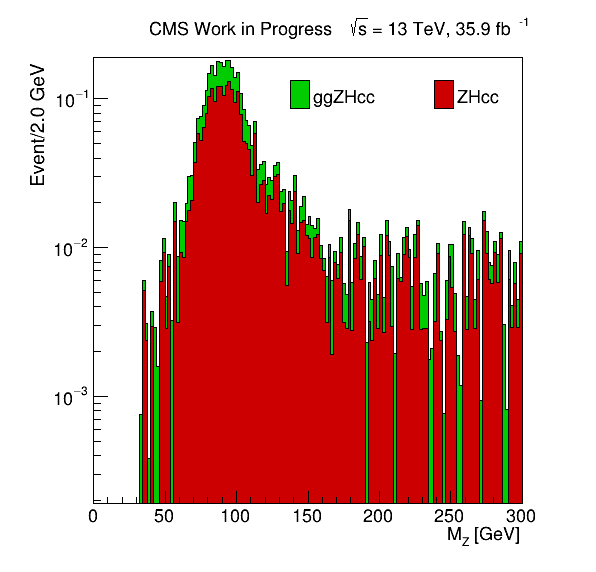 CMS Work in Progress √s = 13 TeV, 35.9 fb⁻¹
Event/2.0 GeV
ggZHcc ZHcc
10⁻¹
10⁻²
10⁻³
0 50 100 150 200 250 300
M_Z [GeV]